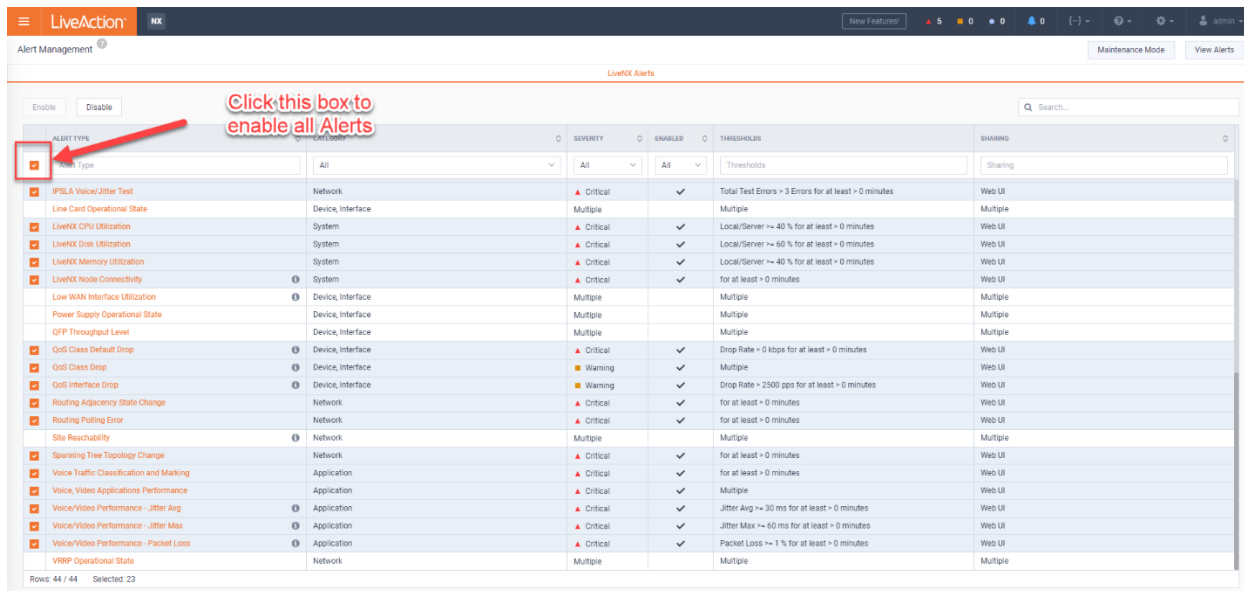 LiveAction NX New Features! 5 0 0 0 {··} admin
Alert Management Maintenance Mode View Alerts
LiveNX Alerts
Enable Disable Search...
Click this box to
enable all Alerts
ALERT TYPE CATEGORY SEVERITY ENABLED THRESHOLDS SHARING
Alert Type All All All Thresholds Sharing
IPSLA Voice/Jitter Test Network Critical Total Test Errors > 3 Errors for at least > 0 minutes Web UI
Line Card Operational State Device, Interface Multiple Multiple Multiple
LiveNX CPU Utilization System Critical Local/Server >= 40 % for at least > 0 minutes Web UI
LiveNX Disk Utilization System Critical Local/Server >= 60 % for at least > 0 minutes Web UI
LiveNX Memory Utilization System Critical Local/Server >= 40 % for at least > 0 minutes Web UI
LiveNX Node Connectivity System Critical for at least > 0 minutes Web UI
Low WAN Interface Utilization Device, Interface Multiple Multiple Multiple
Power Supply Operational State Device, Interface Multiple Multiple Multiple
QFP Throughput Level Device, Interface Multiple Multiple Multiple
QoS Class Default Drop Device, Interface Critical Drop Rate > 0 kbps for at least > 0 minutes Web UI
QoS Class Drop Device, Interface Warning Multiple Web UI
QoS Interface Drop Device, Interface Warning Drop Rate > 2500 pps for at least > 0 minutes Web UI
Routing Adjacency State Change Network Critical for at least > 0 minutes Web UI
Routing Polling Error Network Critical for at least > 0 minutes Web UI
Site Reachability Network Multiple Multiple Multiple
Spanning Tree Topology Change Network Critical for at least > 0 minutes Web UI
Voice Traffic Classification and Marking Application Critical for at least > 0 minutes Web UI
Voice, Video Applications Performance Application Critical Multiple Web UI
Voice/Video Performance - Jitter Avg Application Critical Jitter Avg >= 30 ms for at least > 0 minutes Web UI
Voice/Video Performance - Jitter Max Application Critical Jitter Max >= 60 ms for at least > 0 minutes Web UI
Voice/Video Performance - Packet Loss Application Critical Packet Loss >= 1 % for at least > 0 minutes Web UI
VRRP Operational State Network Multiple Multiple Multiple
Rows: 44 / 44 Selected: 23